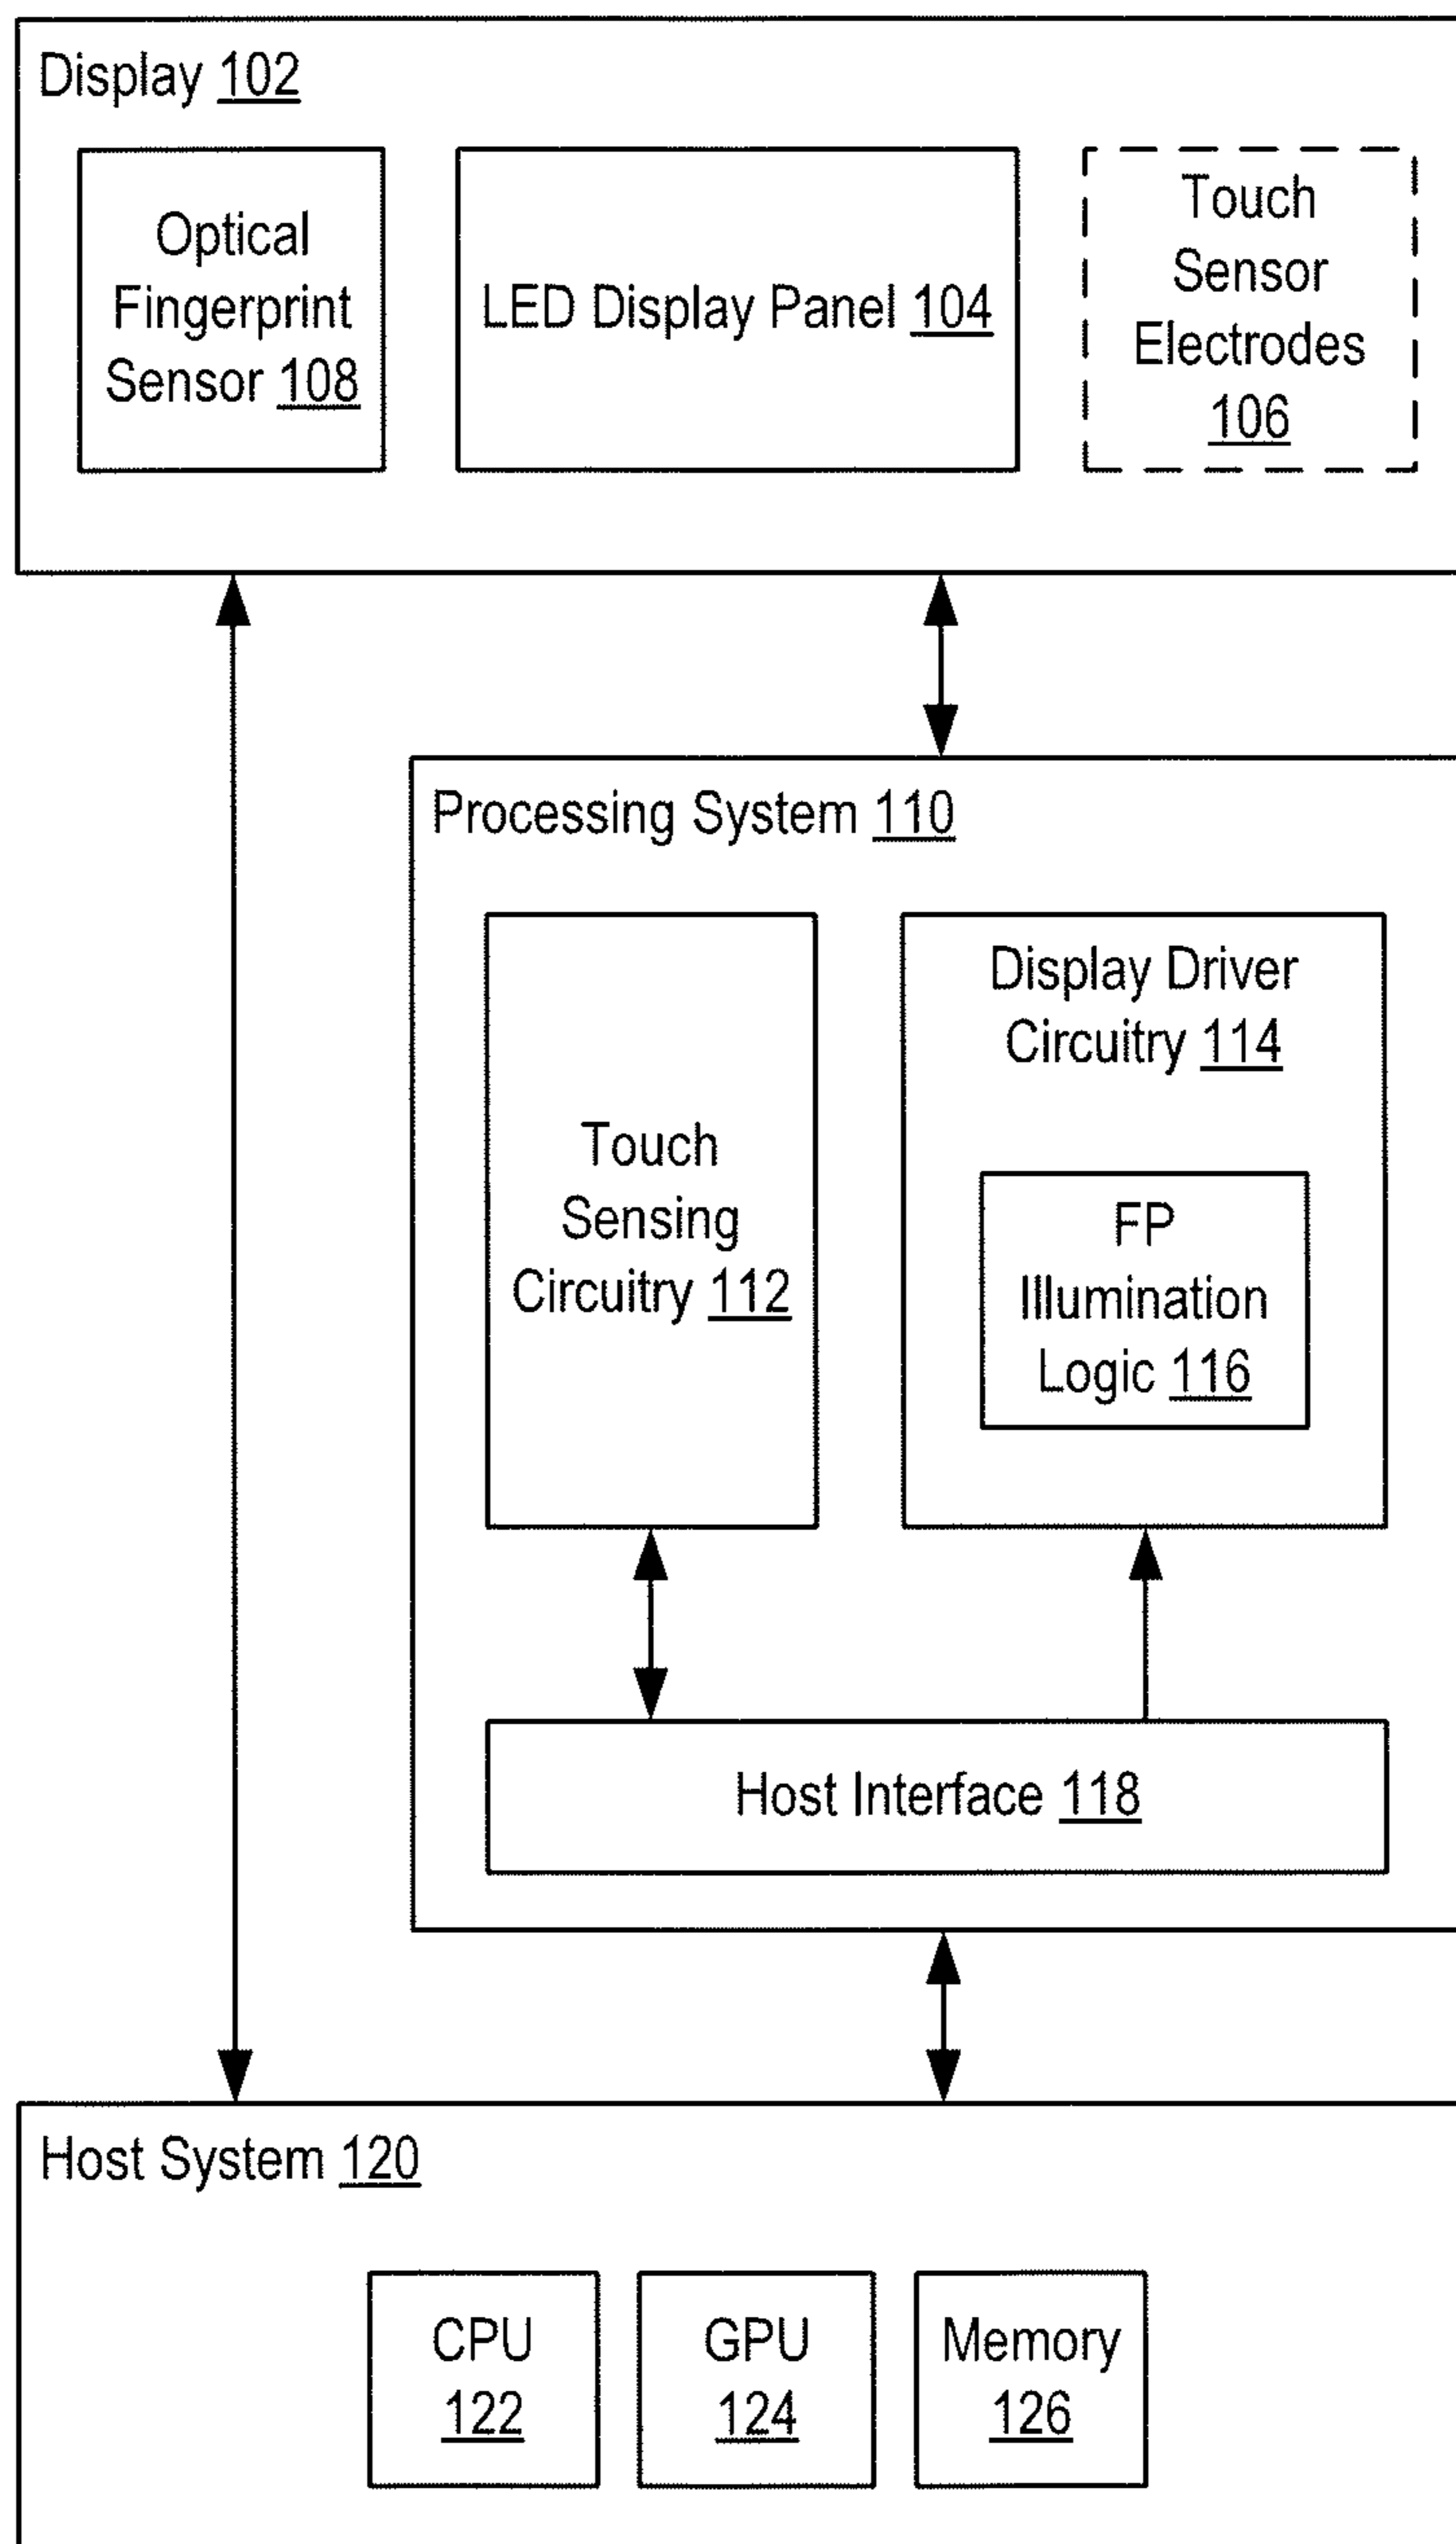 Display 102
Optical
Fingerprint
Sensor 108
LED Display Panel 104
Touch
Sensor
Electrodes
106
Processing System 110
Touch
Sensing
Circuitry 112
Display Driver
Circuitry 114
FP
Illumination
Logic 116
Host Interface 118
Host System 120
CPU
122
GPU
124
Memory
126